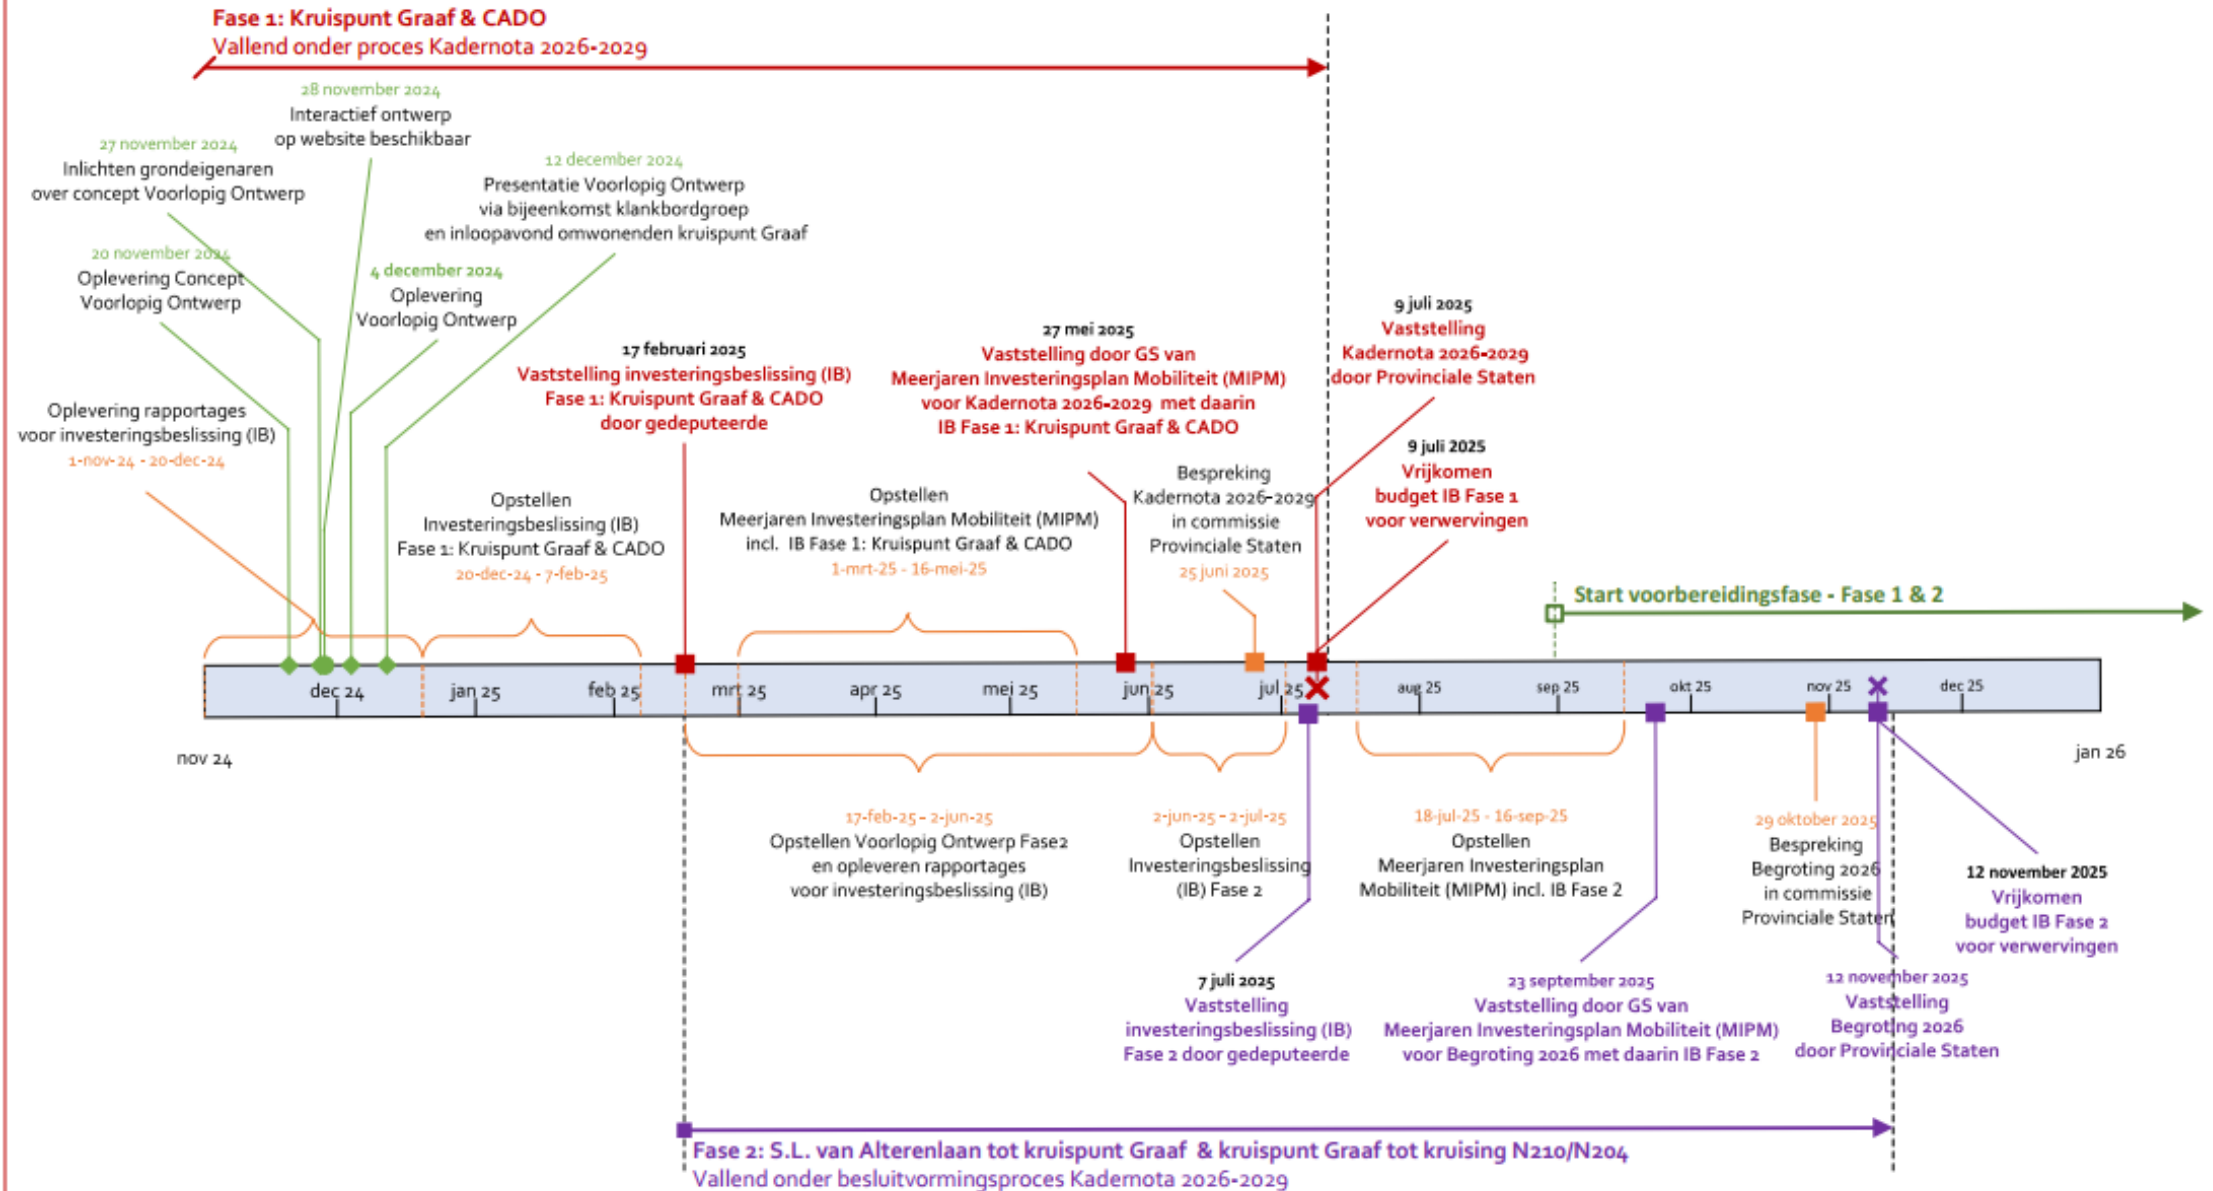 Fase 1: Kruispunt Graaf & CADO
Vallend onder proces Kadernota 2026-2029
28 november 2024
Interactief ontwerp
op website beschikbaar
27 november 2024
Inlichten grondeigenaren
over concept Voorlopig Ontwerp
12 december 2024
Presentatie Voorlopig Ontwerp
via bijeenkomst klankbordgroep
en inloopavond omwonenden kruispunt Graaf
20 november 2024
Oplevering Concept
Voorlopig Ontwerp
4 december 2024
Oplevering
Voorlopig Ontwerp
Oplevering rapportages
voor investeringsbeslissing (IB)
1-nov-24 - 20-dec-24
Opstellen
Investeringsbeslissing (IB)
Fase 1: Kruispunt Graaf & CADO
20-dec-24 - 7-feb-25
17 februari 2025
Vaststelling investeringsbeslissing (IB)
Fase 1: Kruispunt Graaf & CADO
door gedeputeerde
Opstellen
Meerjaren Investeringsplan Mobiliteit (MIPM)
incl. IB Fase 1: Kruispunt Graaf & CADO
1-mrt-25 - 16-mei-25
27 mei 2025
Vaststelling door GS van
Meerjaren Investeringsplan Mobiliteit (MIPM)
voor Kadernota 2026-2029 met daarin
IB Fase 1: Kruispunt Graaf & CADO
Bespreking
Kadernota 2026-2029
in commissie
Provinciale Staten
25 juni 2025
9 juli 2025
Vaststelling
Kadernota 2026-2029
door Provinciale Staten
9 juli 2025
Vrijkomen
budget IB Fase 1
voor verwervingen
Start voorbereidingsfase - Fase 1 & 2
nov 24
dec 24
jan 25
feb 25
mrt 25
apr 25
mei 25
jun 25
jul 25
aug 25
sep 25
okt 25
nov 25
dec 25
jan 26
17-feb-25 - 2-jun-25
Opstellen Voorlopig Ontwerp Fase2
en opleveren rapportages
voor investeringsbeslissing (IB)
2-jun-25 - 2-jul-25
Opstellen
Investeringsbeslissing
(IB) Fase 2
18-jul-25 - 16-sep-25
Opstellen
Meerjaren Investeringsplan
Mobiliteit (MIPM) incl. IB Fase 2
29 oktober 2025
Bespreking
Begroting 2026
in commissie
Provinciale Staten
12 november 2025
Vrijkomen
budget IB Fase 2
voor verwervingen
7 juli 2025
Vaststelling
investeringsbeslissing (IB)
Fase 2 door gedeputeerde
23 september 2025
Vaststelling door GS van
Meerjaren Investeringsplan Mobiliteit (MIPM)
voor Begroting 2026 met daarin IB Fase 2
12 november 2025
Vaststelling
Begroting 2026
door Provinciale Staten
Fase 2: S.L. van Alterenlaan tot kruispunt Graaf & kruispunt Graaf tot kruising N210/N204
Vallend onder besluitvormingsproces Kadernota 2026-2029